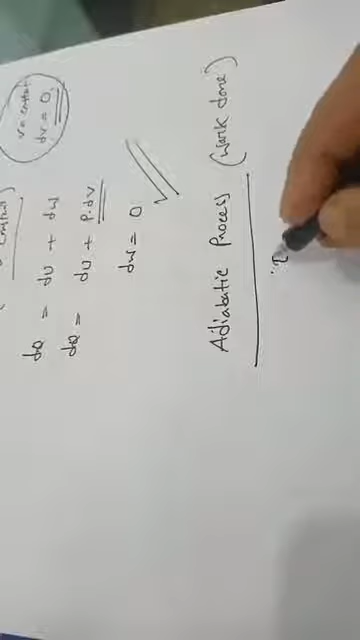 V = constant
dV = 0,
dQ = dU + dW
dQ = dU + P.dV
dW = 0
Adiabatic Process (Work done)